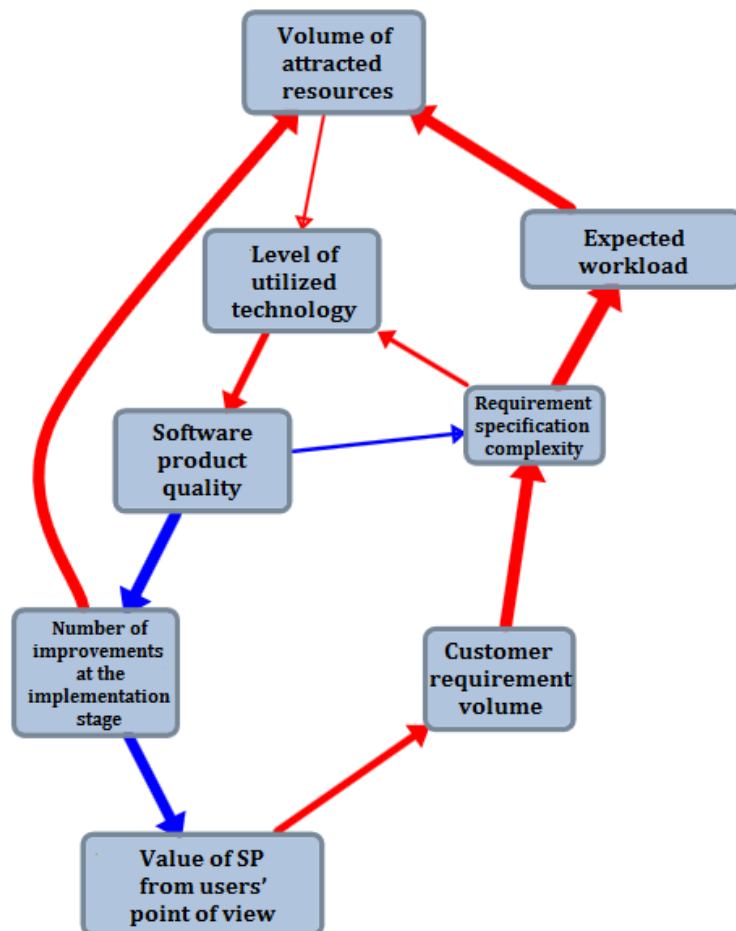 Volume of
attracted
resources
Expected
workload
Level of
utilized
technology
Requirement
specification
complexity
Software
product
quality
Number of
improvements
at the
implementation
stage
Customer
requirement
volume
Value of SP
from users’
point of view